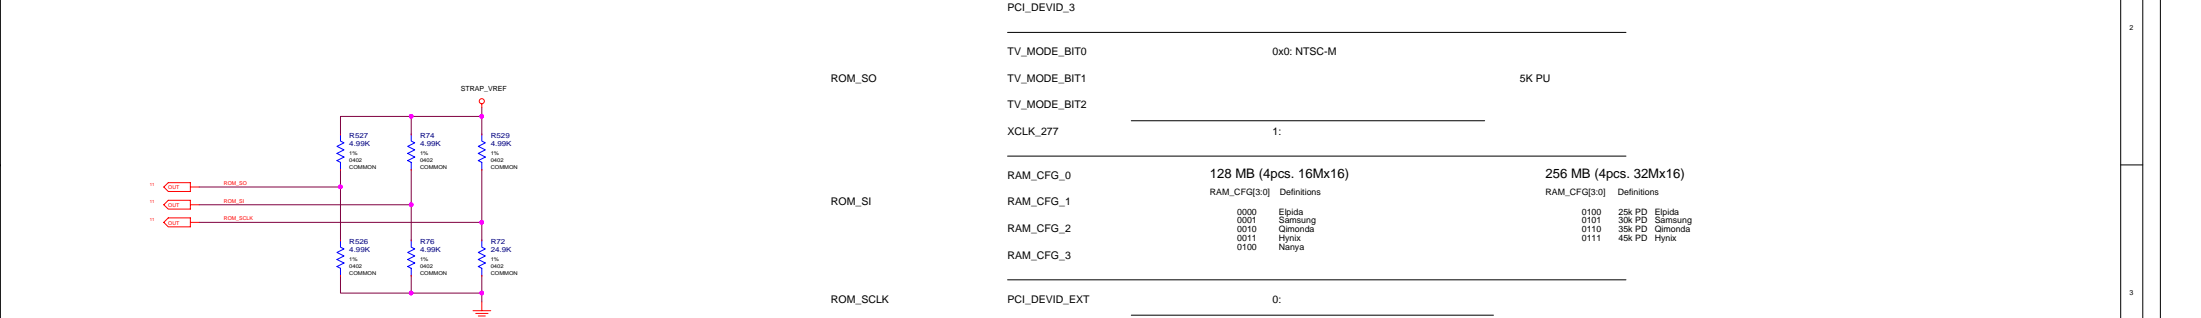 PCI_DEVID_3
2
TV_MODE_BIT0 0x0: NTSC-M
ROM_SO TV_MODE_BIT1 5K PU
STRAP_VREF
TV_MODE_BIT2
XCLK_277 1:
R527 R74 R529
4.99K 4.99K 4.99K
1% 1% 1%
0402 0402 0402
COMMON COMMON COMMON
RAM_CFG_0 128 MB (4pcs. 16Mx16) 256 MB (4pcs. 32Mx16)
OUT ROM_SO
RAM_CFG[3:0] Definitions RAM_CFG[3:0] Definitions
ROM_SI RAM_CFG_1
OUT ROM_SI
0000 Elpida 0100 25k PD Elpida
0001 Samsung 0101 30k PD Samsung
OUT ROM_SCLK
RAM_CFG_2 0010 Qimonda 0110 35k PD Qimonda
0011 Hynix 0111 45k PD Hynix
0100 Nanya
R526 R76 R72
4.99K 4.99K 24.9K
1% 1% 1%
0402 0402 0402
COMMON COMMON COMMON
RAM_CFG_3
3
ROM_SCLK PCI_DEVID_EXT 0: